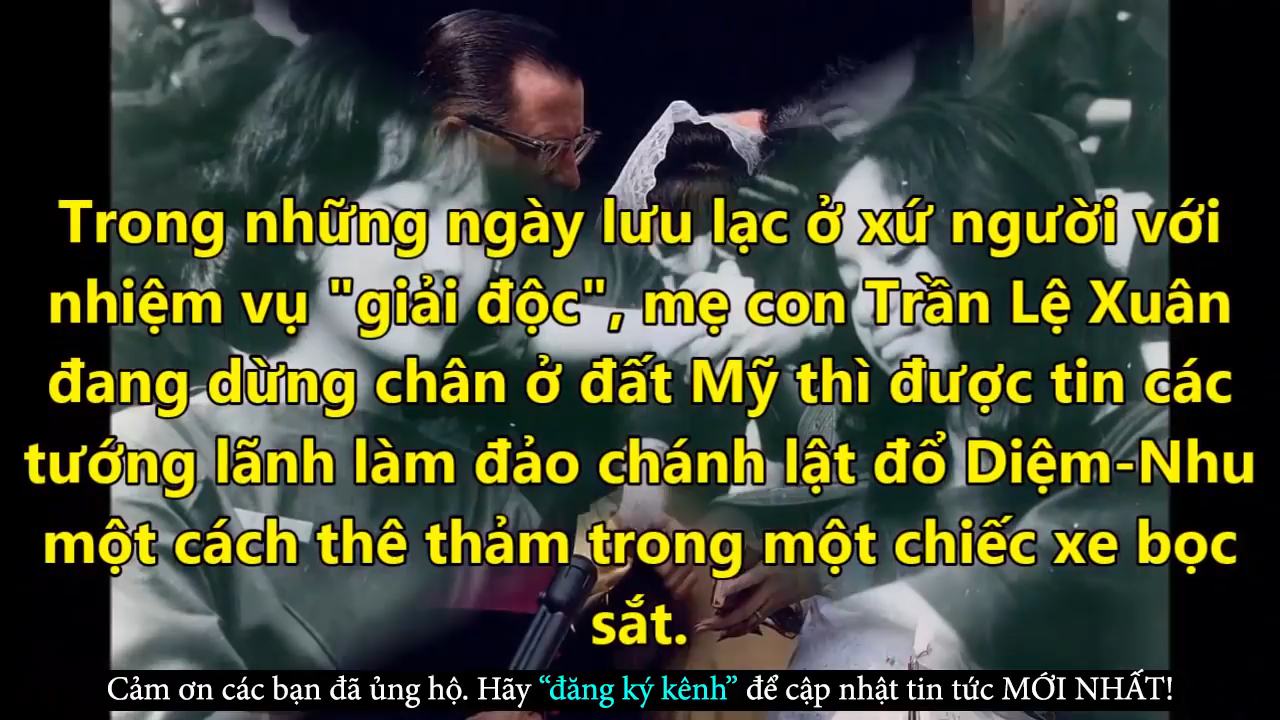 Trong những ngày lưu lạc ở xứ người với
nhiệm vụ "giải độc", mẹ con Trần Lệ Xuân
đang dừng chân ở đất Mỹ thì được tin các
tướng lãnh làm đảo chánh lật đổ Diệm-Nhu
một cách thê thảm trong một chiếc xe bọc
sắt.
Cảm ơn các bạn đã ủng hộ. Hãy “đăng ký kênh” để cập nhật tin tức MỚI NHẤT!